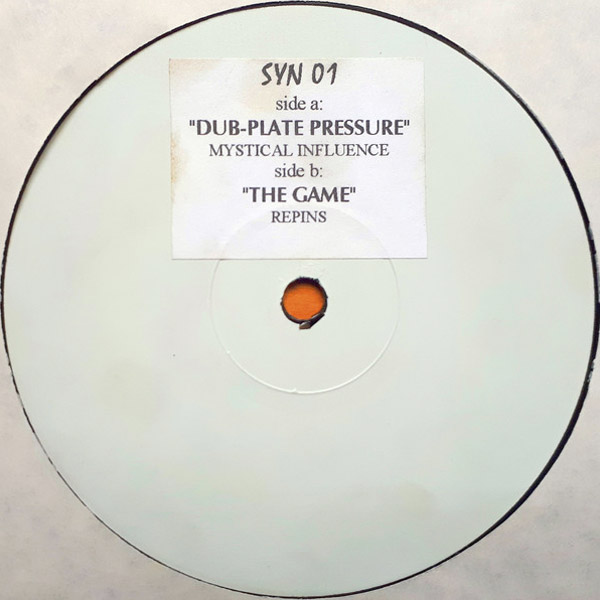 SYN 01
side a:
"DUB-PLATE PRESSURE"
MYSTICAL INFLUENCE
side b:
"THE GAME"
REPINS